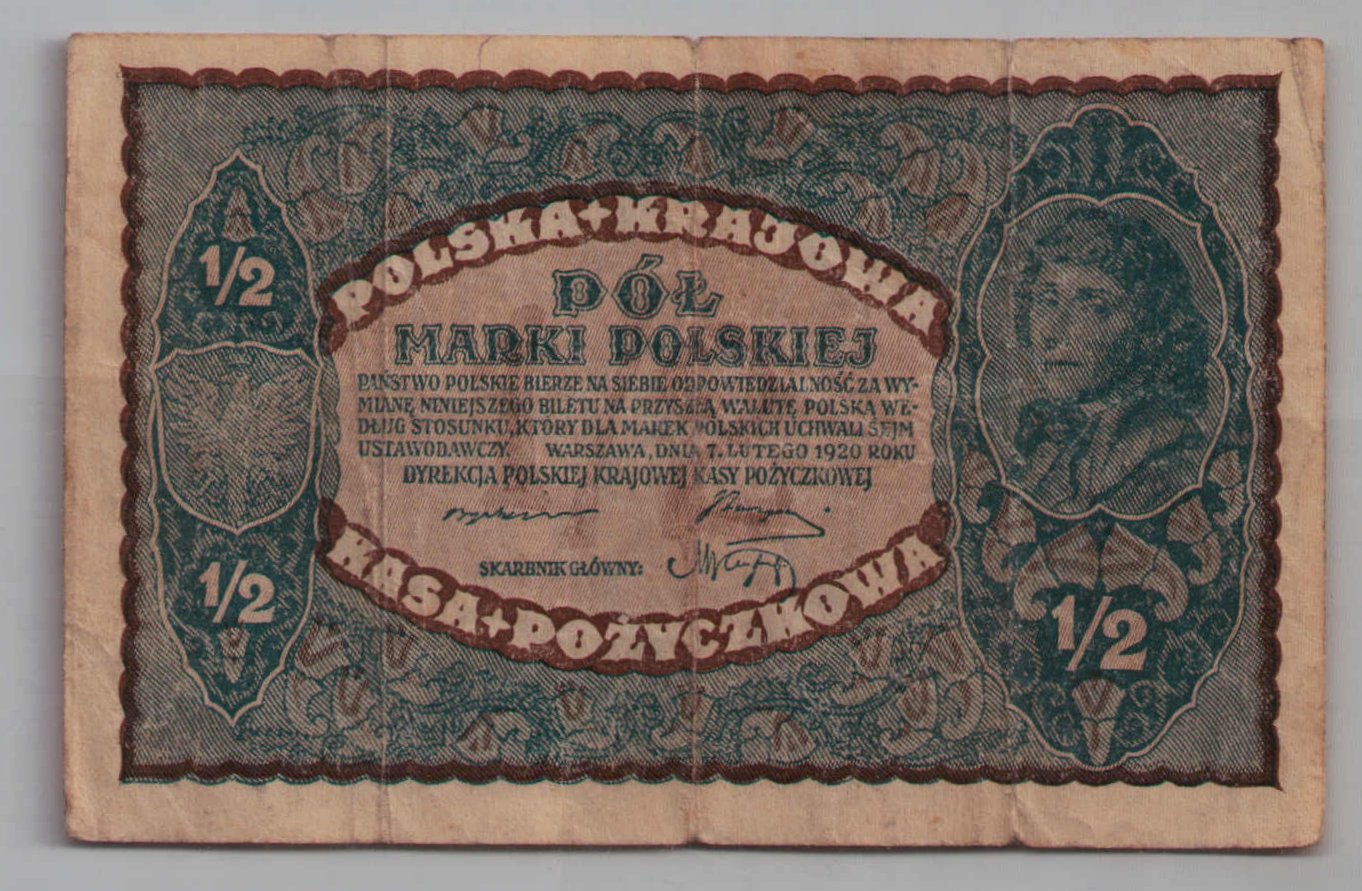 POLSKA + KRAJOWA
1/2
PÓŁ
MARKI POLSKIEJ
PAŃSTWO POLSKIE BIERZE NA SIEBIE ODPOWIEDZIALNOŚĆ ZA WY-
MIANĘ NINIEJSZEGO BILETU NA PRZYSZŁĄ WALUTĘ POLSKĄ WE-
DŁUG STOSUNKU, KTÓRY DLA MAREK POLSKICH UCHWALI SEJM
USTAWODAWCZY. WARSZAWA, DNIA 7. LUTEGO 1920 ROKU
DYREKCJA POLSKIEJ KRAJOWEJ KASY POŻYCZKOWEJ
SKARBNIK GŁÓWNY:
1/2
1/2
KASA + POŻYCZKOWA